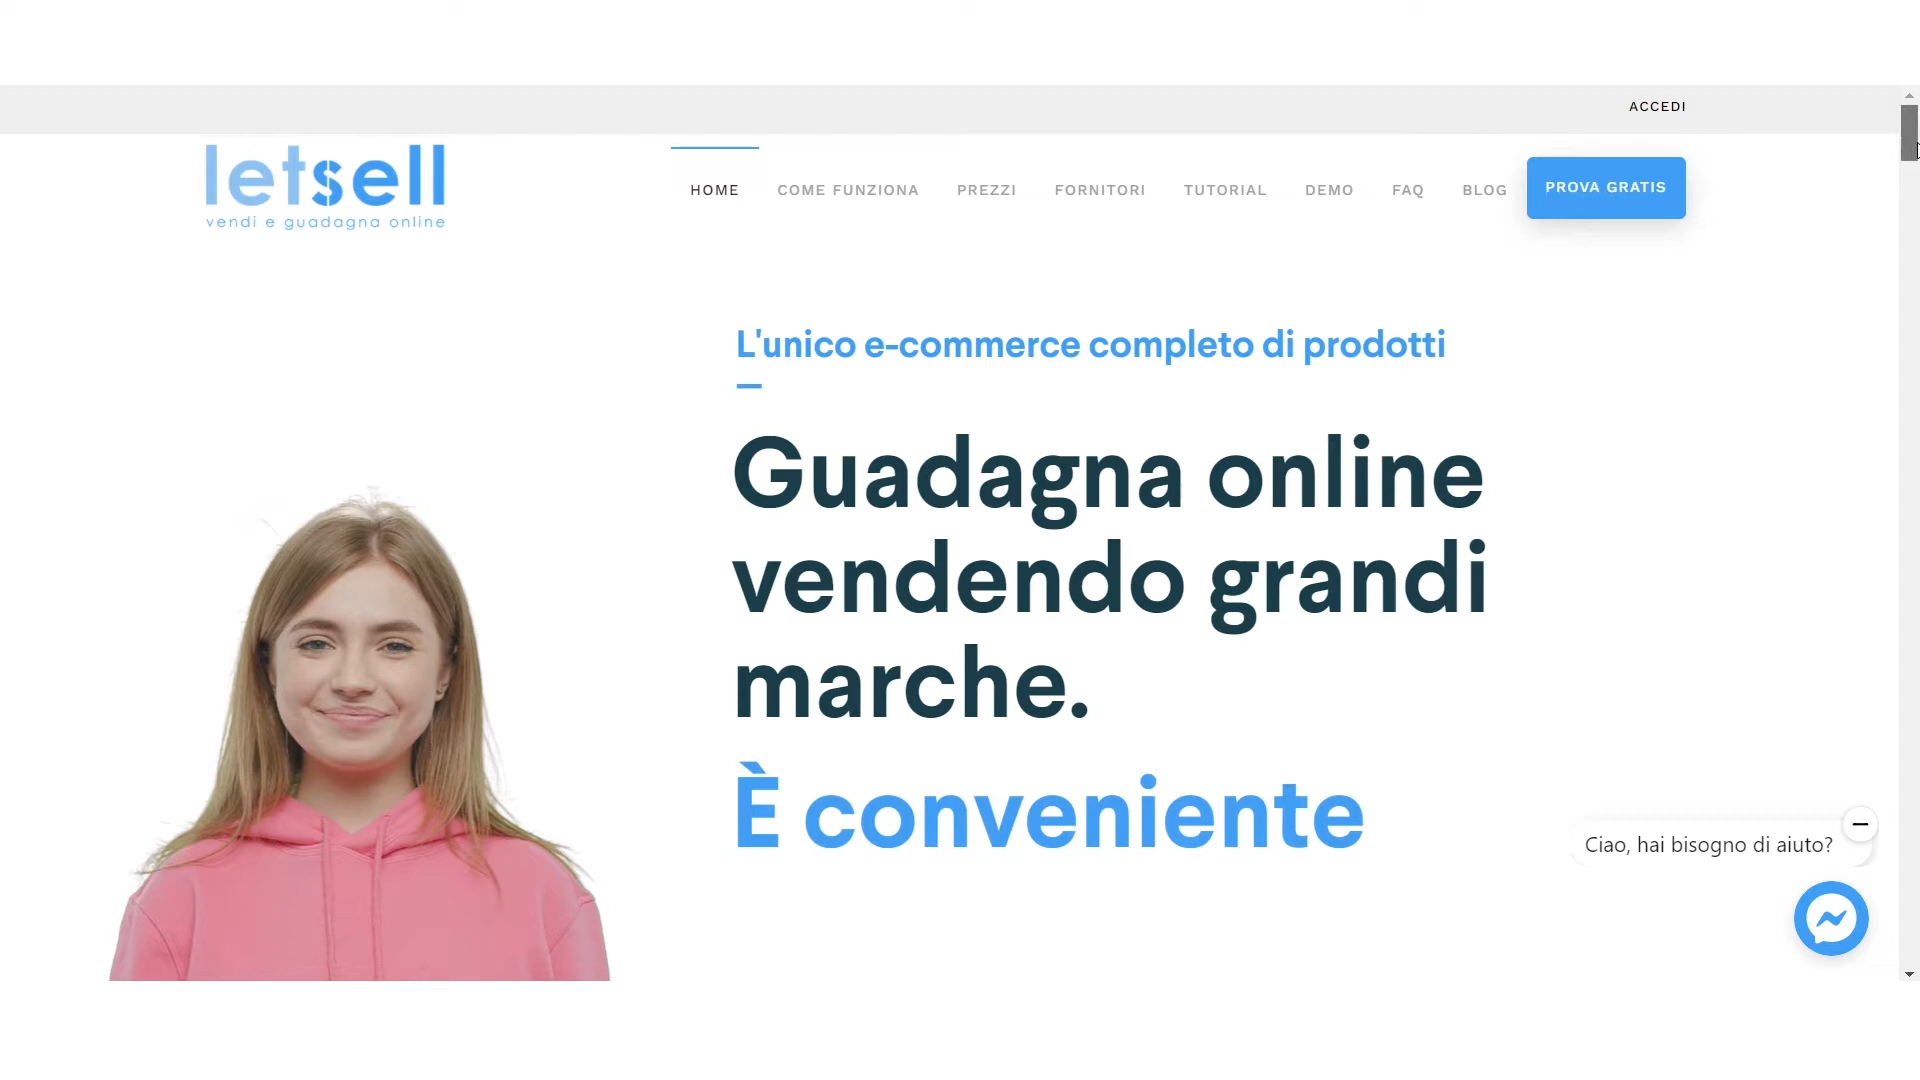 ACCEDI
letsell
vendi e guadagna online
HOME COME FUNZIONA PREZZI FORNITORI TUTORIAL DEMO FAQ BLOG PROVA GRATIS
L'unico e-commerce completo di prodotti
Guadagna online
vendendo grandi
marche.
È conveniente
Ciao, hai bisogno di aiuto?